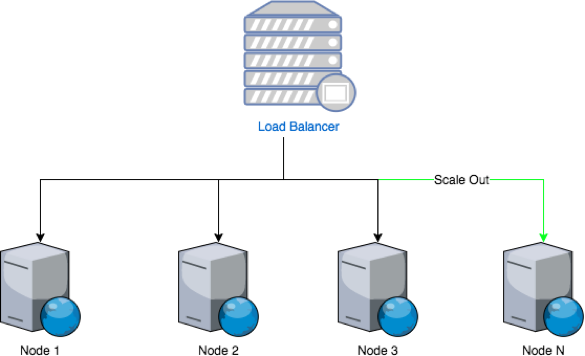 Load Balancer
Scale Out
Node 1
Node 2
Node 3
Node N